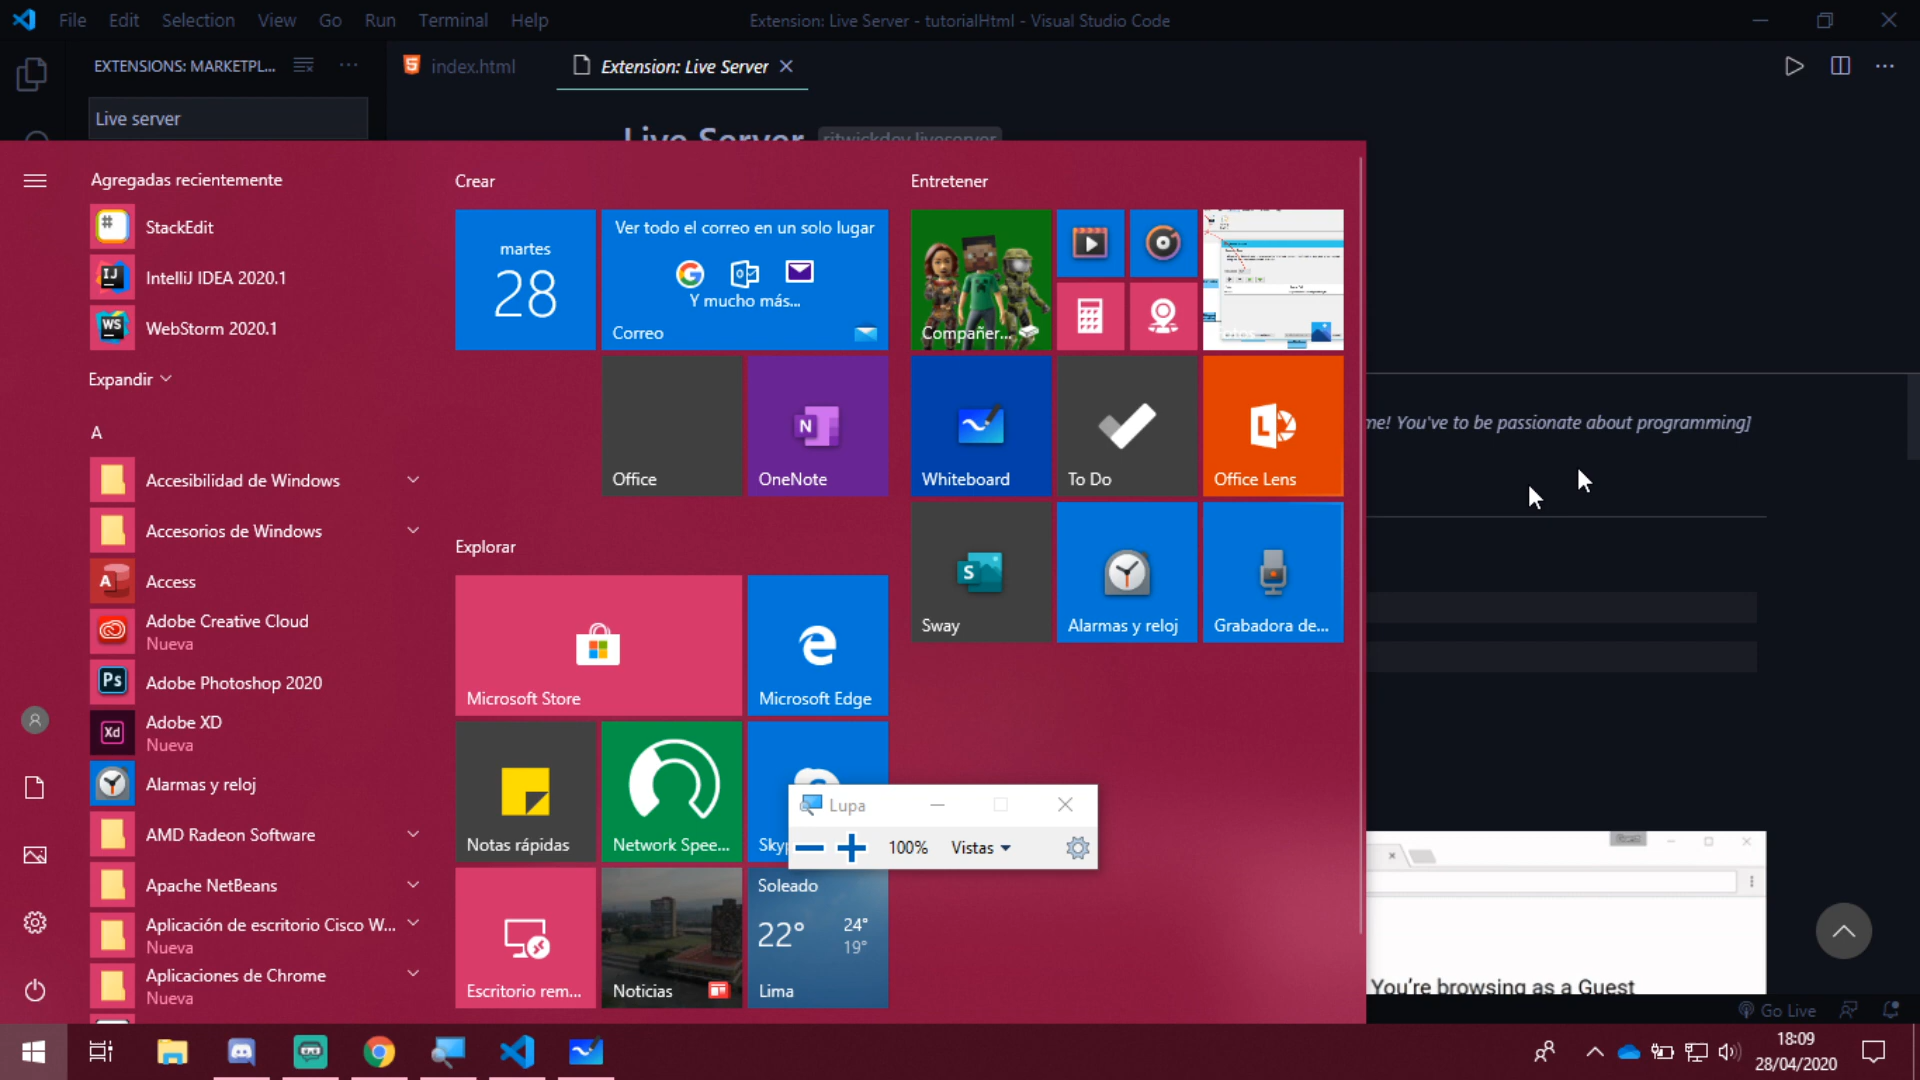 File Edit Selection View Go Run Terminal Help
Extension: Live Server - tutorialHtml - Visual Studio Code
EXTENSIONS: MARKETPL...
index.html
Extension: Live Server
Live server
Live Server ritwickdey.liveserver
Agregadas recientemente
StackEdit
IntelliJ IDEA 2020.1
WebStorm 2020.1
Expandir
A
Accesibilidad de Windows
Accesorios de Windows
Access
Adobe Creative Cloud
Nueva
Adobe Photoshop 2020
Adobe XD
Nueva
Alarmas y reloj
AMD Radeon Software
Apache NetBeans
Aplicación de escritorio Cisco W...
Nueva
Aplicaciones de Chrome
Nueva
Crear
martes
28
Ver todo el correo en un solo lugar
Y mucho más...
Correo
Office
OneNote
Explorar
Microsoft Store
Microsoft Edge
Notas rápidas
Network Spee...
Escritorio rem...
Noticias
Soleado
22° 24°
19°
Lima
Entretener
Compañer...
Whiteboard
To Do
Office Lens
Sway
Alarmas y reloj
Grabadora de...
Lupa
100% Vistas
me! You've to be passionate about programming]
You're browsing as a Guest
Go Live
18:09
28/04/2020